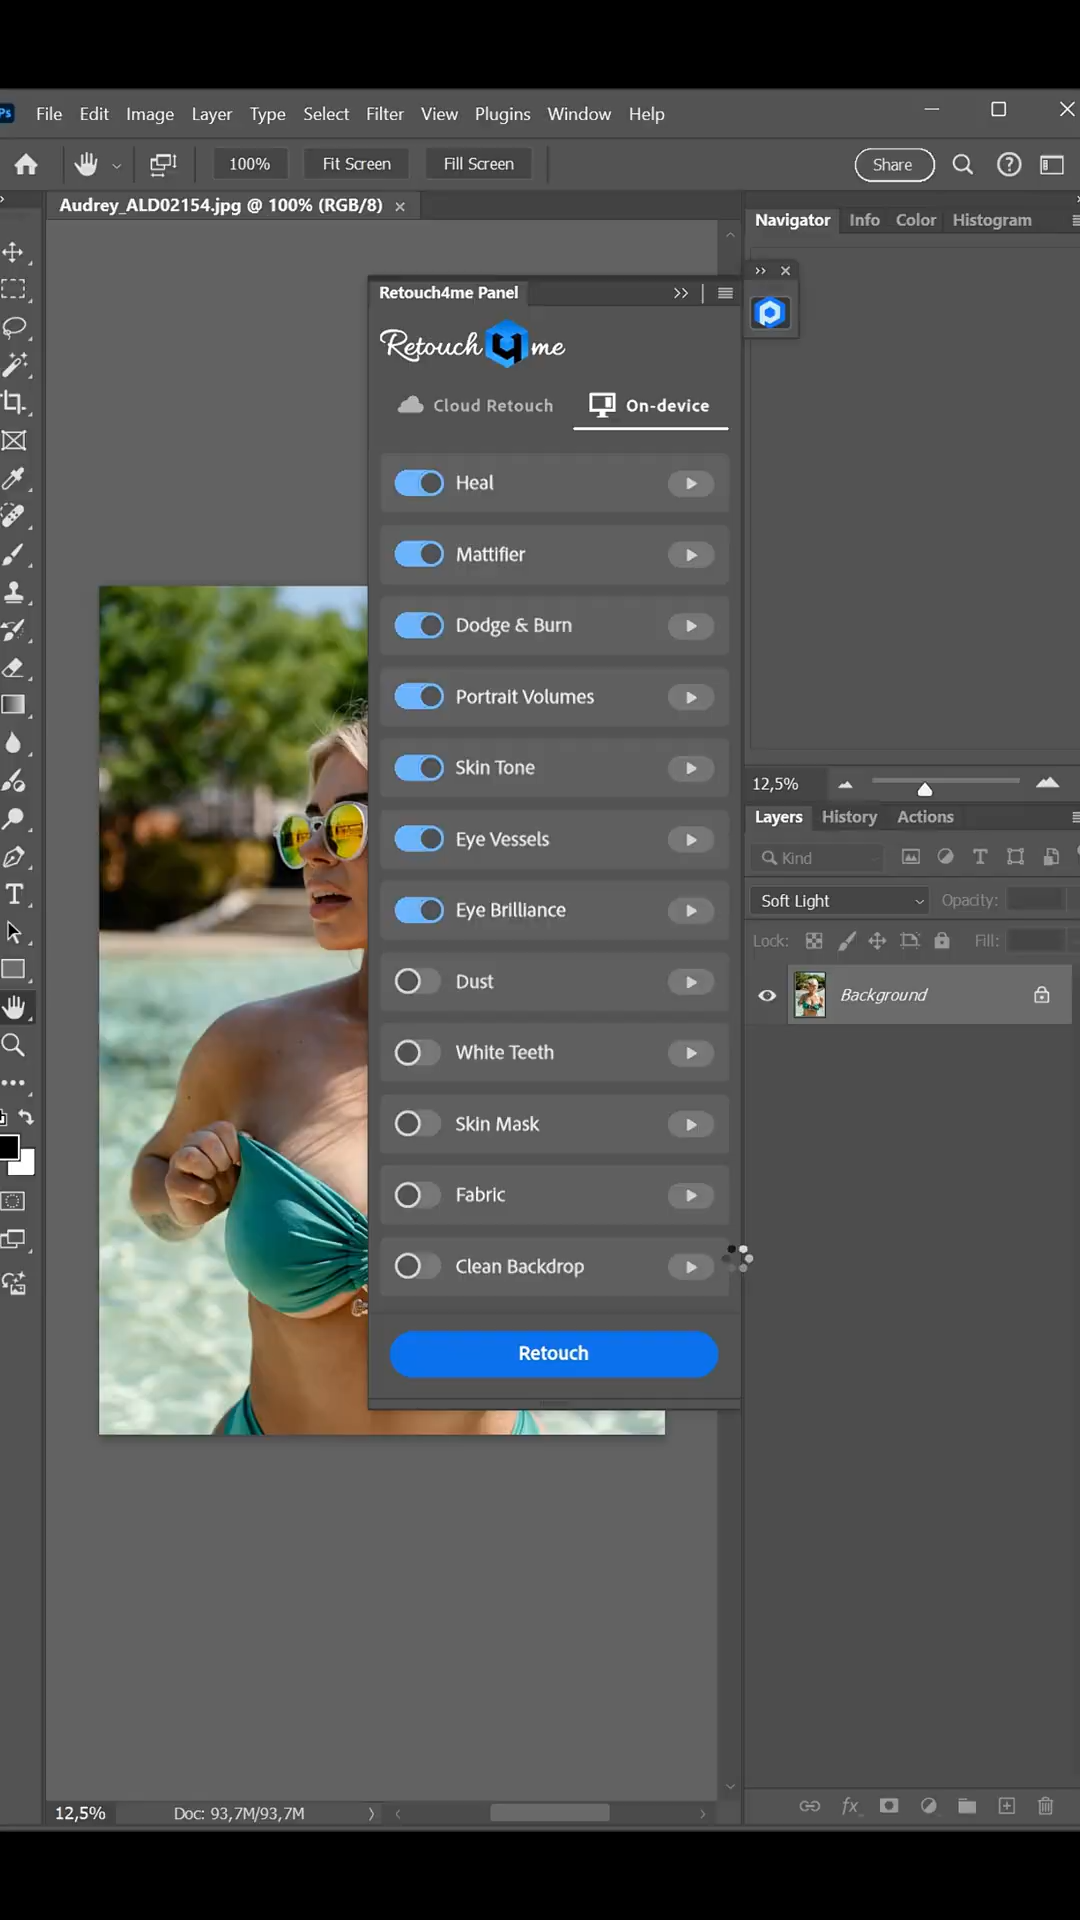 Ps
File Edit Image Layer Type Select Filter View Plugins Window Help
100% Fit Screen Fill Screen Share
Audrey_ALD02154.jpg @ 100% (RGB/8)
Navigator Info Color Histogram
Retouch4me Panel
Retouch4me
Cloud Retouch On-device
Heal
Mattifier
Dodge & Burn
Portrait Volumes
Skin Tone
Eye Vessels
Eye Brilliance
Dust
White Teeth
Skin Mask
Fabric
Clean Backdrop
Retouch
12,5%
Layers History Actions
Kind
Soft Light Opacity:
Lock: Fill:
Background
12,5% Doc: 93,7M/93,7M
fx